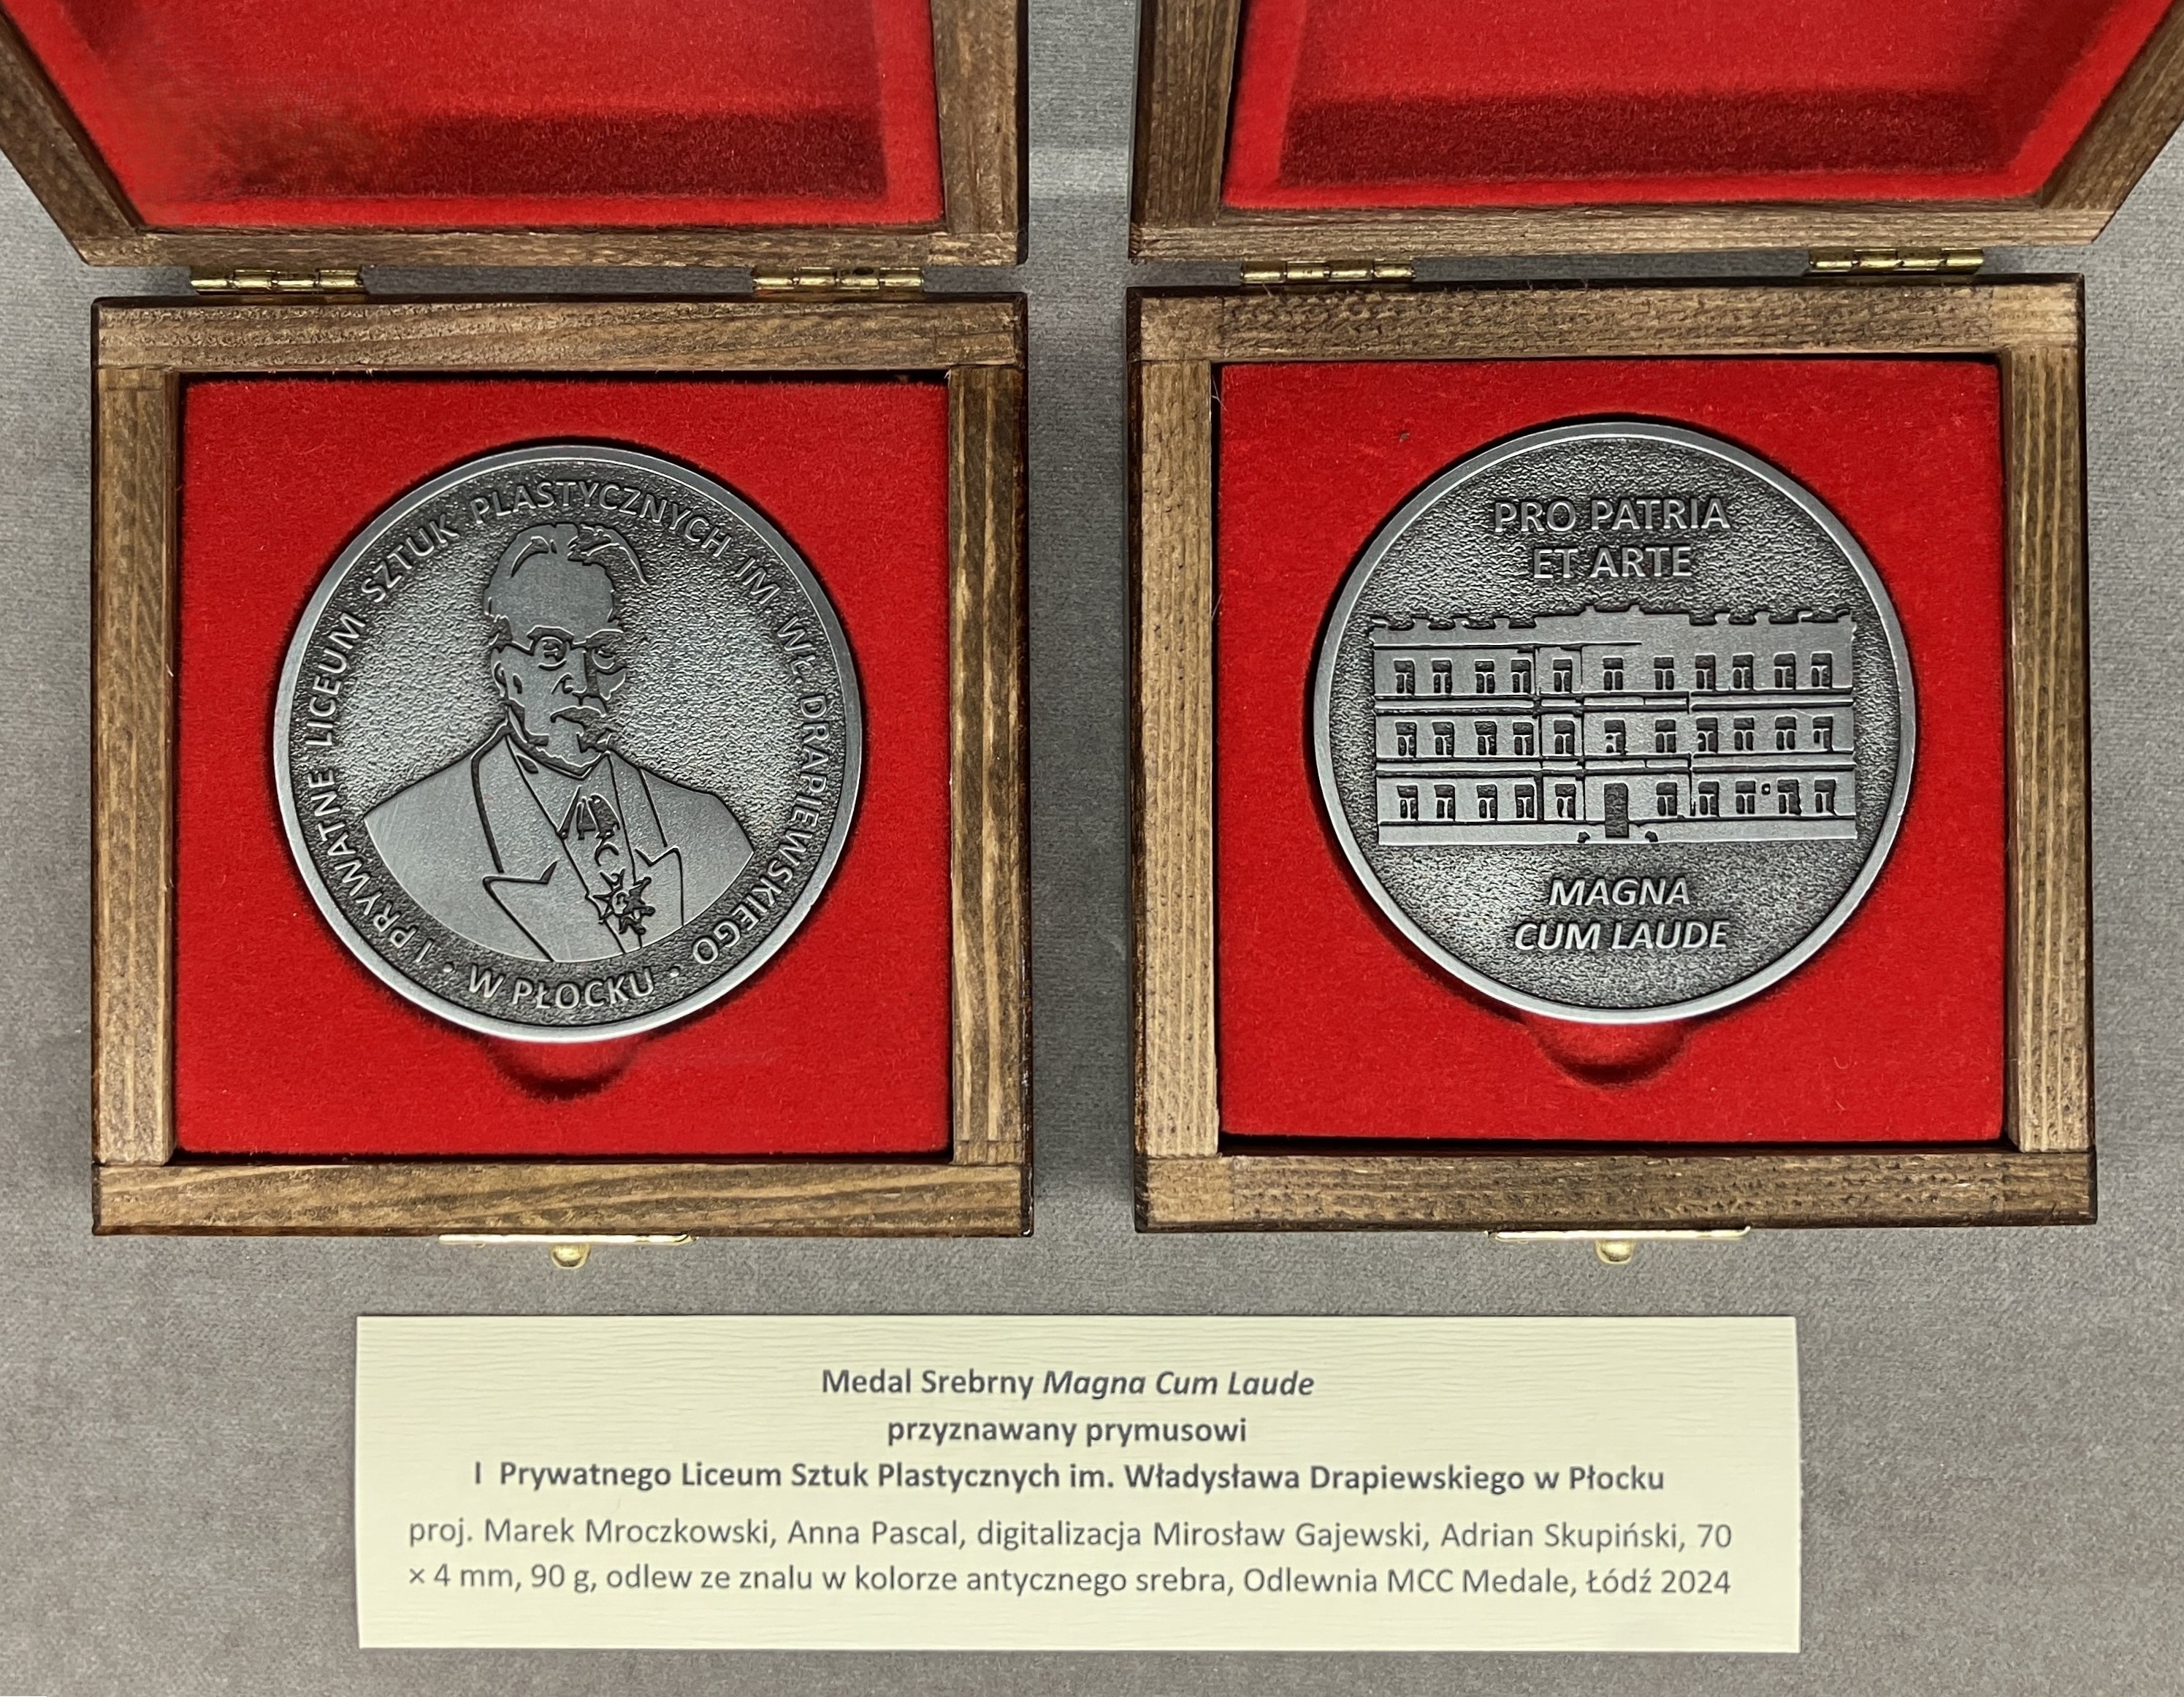 I PRYWATNE LICEUM SZTUK PLASTYCZNYCH IM. WŁ. DRAPIEWSKIEGO
• W PŁOCKU •
PRO PATRIA
ET ARTE
MAGNA
CUM LAUDE
Medal Srebrny Magna Cum Laude
przyznawany prymusowi
I Prywatnego Liceum Sztuk Plastycznych im. Władysława Drapiewskiego w Płocku
proj. Marek Mroczkowski, Anna Pascal, digitalizacja Mirosław Gajewski, Adrian Skupiński, 70
× 4 mm, 90 g, odlew ze znalu w kolorze antycznego srebra, Odlewnia MCC Medale, Łódź 2024